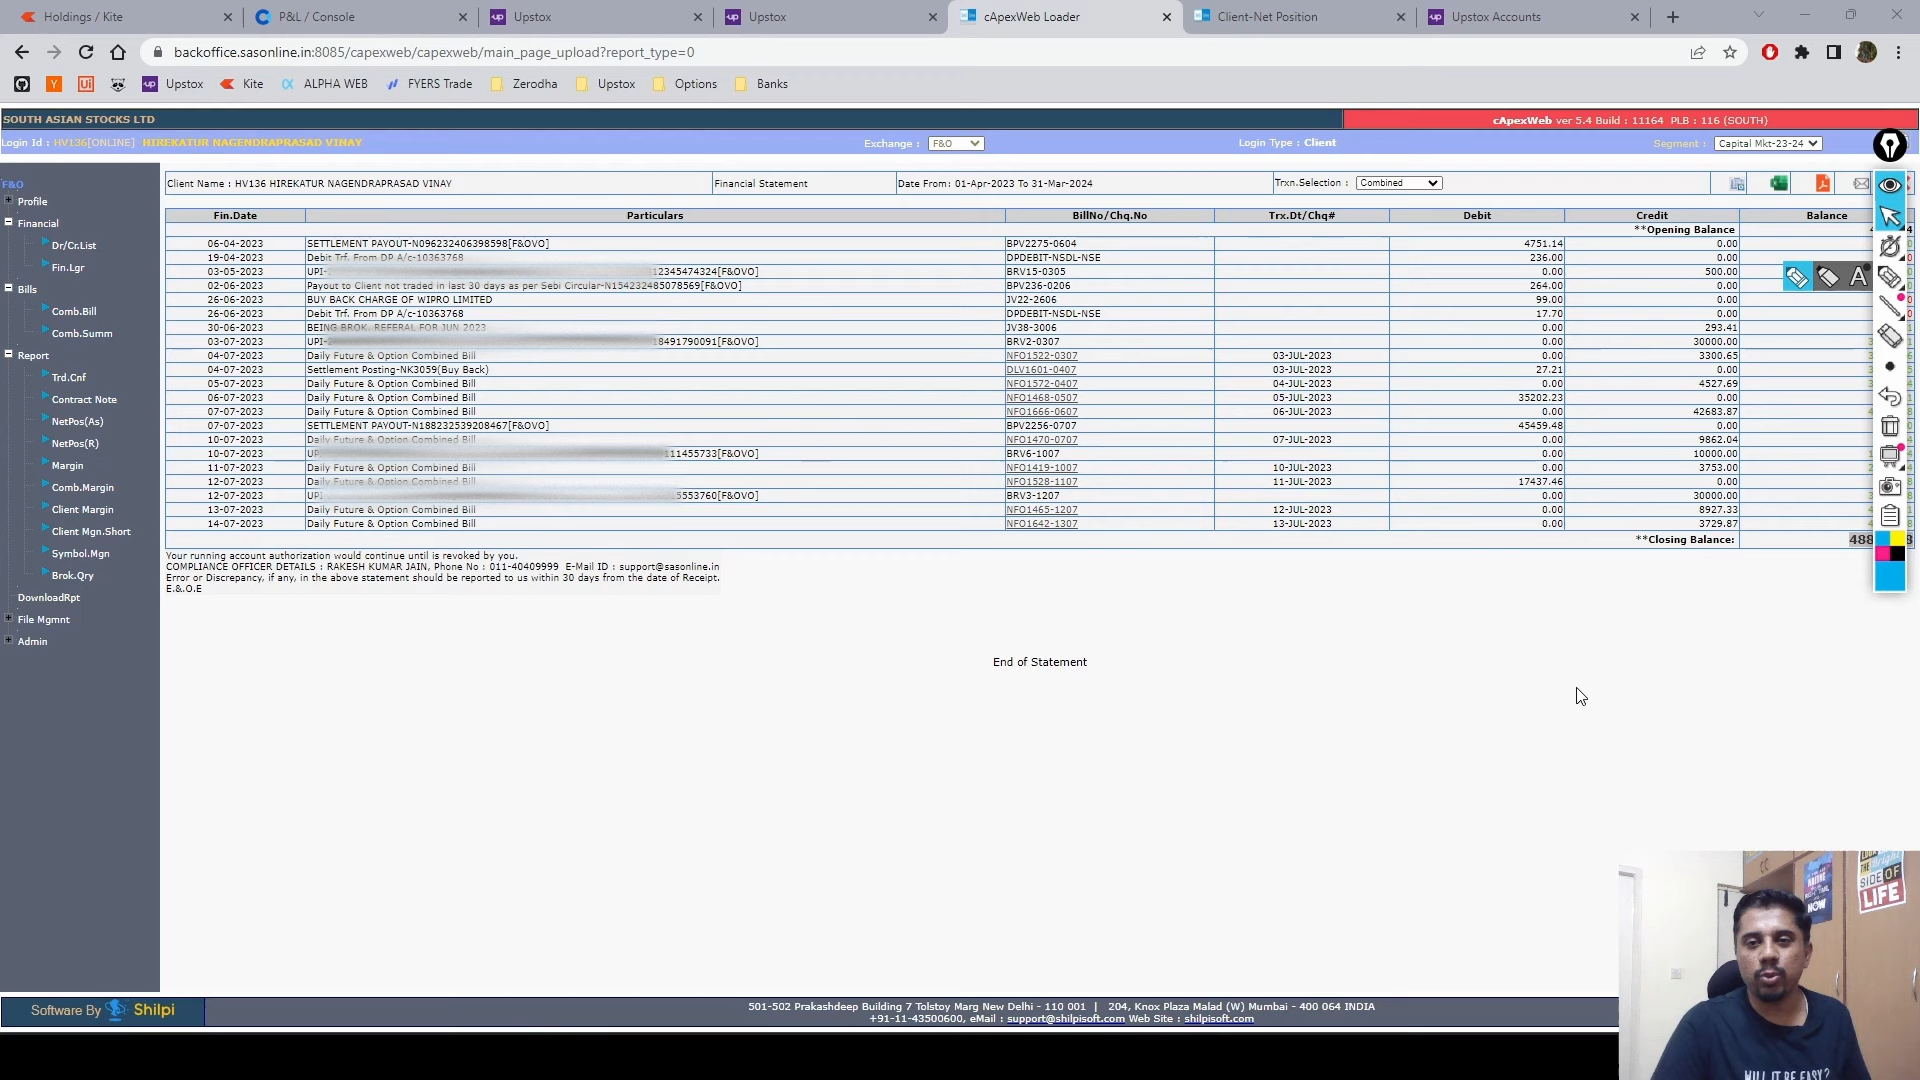 Holdings / Kite
P&L / Console
Upstox
Upstox
cApexWeb Loader
Client-Net Position
Upstox Accounts
backoffice.sasonline.in:8085/capexweb/capexweb/main_page_upload?report_type=0
Upstox
Kite
ALPHA WEB
FYERS Trade
Zerodha
Upstox
Options
Banks
SOUTH ASIAN STOCKS LTD
cApexWeb ver 5.4 Build : 11164 PLB : 116 (SOUTH)
Login Id : HV136[ONLINE] HIREKATUR NAGENDRAPRASAD VINAY
Exchange : F&O
Login Type : Client
Segment : Capital Mkt-23-24
F&O
Profile
Financial
Dr/Cr.List
Fin.Lgr
Bills
Comb.Bill
Comb.Summ
Report
Trd.Cnf
Contract Note
NetPos(As)
NetPos(R)
Margin
Comb.Margin
Client Margin
Client Mgn.Short
Symbol.Mgn
Brok.Qry
DownloadRpt
File Mgmnt
Admin
Client Name : HV136 HIREKATUR NAGENDRAPRASAD VINAY Financial Statement Date From: 01-Apr-2023 To 31-Mar-2024 Trxn.Selection : Combined
Fin.Date Particulars BillNo/Chq.No Trx.Dt/Chq# Debit Credit Balance
**Opening Balance
06-04-2023 SETTLEMENT PAYOUT-N096232406398598[F&OVO] BPV2275-0604 4751.14 0.00
19-04-2023 Debit Trf. From DP A/c-10363768 DPDEBIT-NSDL-NSE 236.00 0.00
03-05-2023 UPI- 12345474324[F&OVO] BRV15-0305 0.00 500.00
02-06-2023 Payout to Client not traded in last 30 days as per Sebi Circular-N154232485078569[F&OVO] BPV236-0206 264.00 0.00
26-06-2023 BUY BACK CHARGE OF WIPRO LIMITED JV22-2606 99.00 0.00
26-06-2023 Debit Trf. From DP A/c-10363768 DPDEBIT-NSDL-NSE 17.70 0.00
30-06-2023 BEING BROK. REFERAL FOR JUN 2023 JV38-3006 0.00 293.41
03-07-2023 UPI- 18491790091[F&OVO] BRV2-0307 0.00 30000.00
04-07-2023 Daily Future & Option Combined Bill NFO1522-0307 03-JUL-2023 0.00 3300.65
04-07-2023 Settlement Posting-NK3059(Buy Back) DLV1601-0407 03-JUL-2023 27.21 0.00
05-07-2023 Daily Future & Option Combined Bill NFO1572-0407 04-JUL-2023 0.00 4527.69
06-07-2023 Daily Future & Option Combined Bill NFO1468-0507 05-JUL-2023 35202.23 0.00
07-07-2023 Daily Future & Option Combined Bill NFO1666-0607 06-JUL-2023 0.00 42683.87
07-07-2023 SETTLEMENT PAYOUT-N188232539208467[F&OVO] BPV2256-0707 45459.48 0.00
10-07-2023 Daily Future & Option Combined Bill NFO1470-0707 07-JUL-2023 0.00 9862.04
10-07-2023 UP 111455733[F&OVO] BRV6-1007 0.00 10000.00
11-07-2023 Daily Future & Option Combined Bill NFO1419-1007 10-JUL-2023 0.00 3753.00
12-07-2023 Daily Future & Option Combined Bill NFO1528-1107 11-JUL-2023 17437.46 0.00
12-07-2023 UPI 15553760[F&OVO] BRV3-1207 0.00 30000.00
13-07-2023 Daily Future & Option Combined Bill NFO1465-1207 12-JUL-2023 0.00 8927.33
14-07-2023 Daily Future & Option Combined Bill NFO1642-1307 13-JUL-2023 0.00 3729.87
**Closing Balance: 488
Your running account authorization would continue until is revoked by you.
COMPLIANCE OFFICER DETAILS : RAKESH KUMAR JAIN, Phone No : 011-40409999 E-Mail ID : support@sasonline.in
Error or Discrepancy, if any, in the above statement should be reported to us within 30 days from the date of Receipt.
E.&.O.E
End of Statement
THE Bright
SIDE OF
LIFE
NOW
WILL IT BE EASY?
Software By Shilpi
501-502 Prakashdeep Building 7 Tolstoy Marg New Delhi - 110 001 | 204, Knox Plaza Malad (W) Mumbai - 400 064 INDIA
+91-11-43500600, eMail : support@shilpisoft.com Web Site : shilpisoft.com